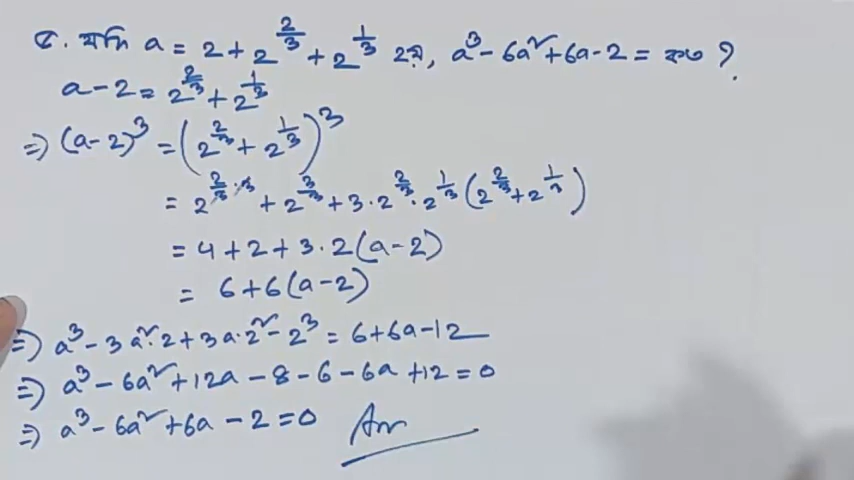 ৫. যদি a = 2 + 2^{2/3} + 2^{1/3} হয়, a³ - 6a² + 6a - 2 = কত ?
a - 2 = 2^{2/3} + 2^{1/3}
⇒ (a - 2)³ = (2^{2/3} + 2^{1/3})³
= 2^{2/3·3} + 2^{3/3} + 3·2^{2/3}·2^{1/3}(2^{2/3} + 2^{1/3})
= 4 + 2 + 3·2(a - 2)
= 6 + 6(a - 2)
⇒ a³ - 3a²·2 + 3a·2² - 2³ = 6 + 6a - 12
⇒ a³ - 6a² + 12a - 8 - 6 - 6a + 12 = 0
⇒ a³ - 6a² + 6a - 2 = 0 Ans